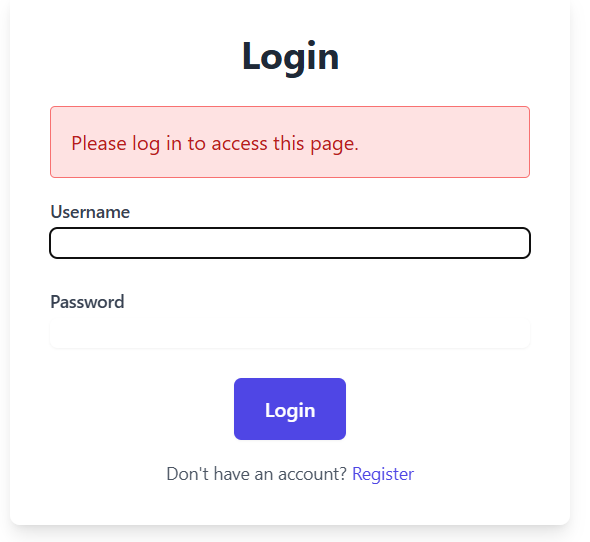 Login
Please log in to access this page.
Username
Password
Login
Don't have an account? Register